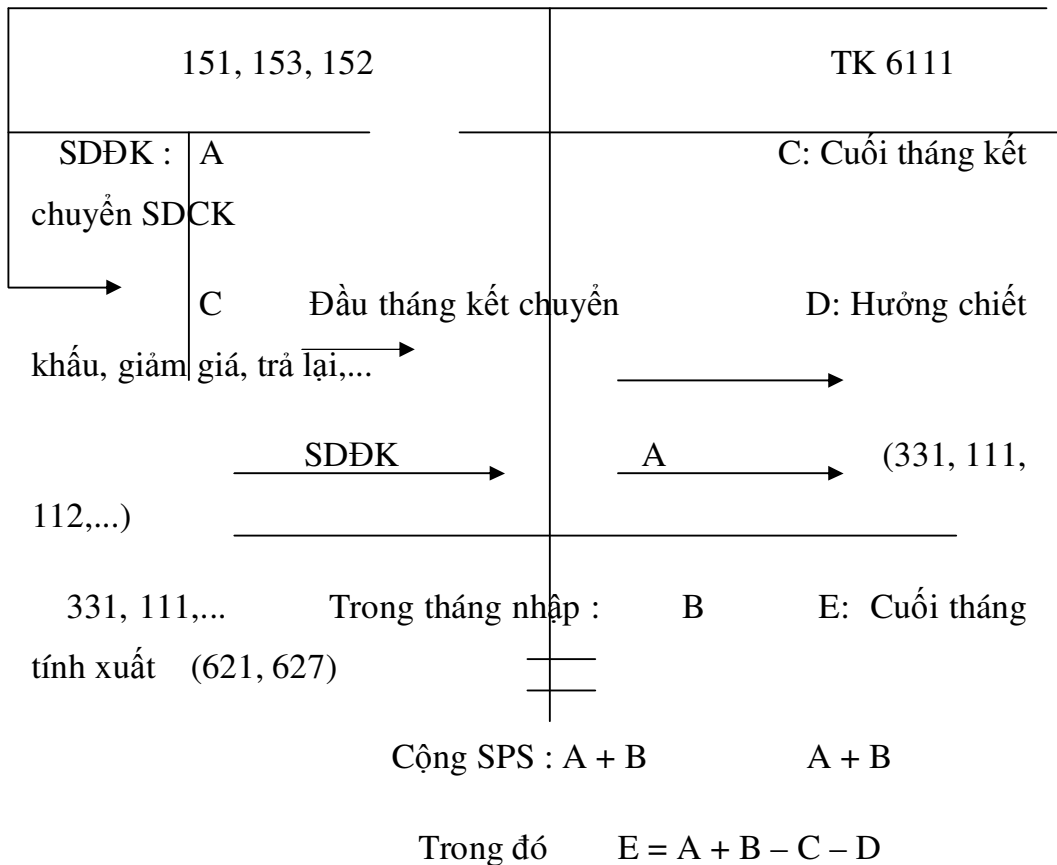 151, 153, 152 TK 6111
SDĐK : A C: Cuối tháng kết
chuyển SDCK
C Đầu tháng kết chuyển D: Hưởng chiết
khấu, giảm giá, trả lại,...
SDĐK A (331, 111,
112,...)
331, 111,... Trong tháng nhập : B E: Cuối tháng
tính xuất (621, 627)
Cộng SPS : A + B A + B
Trong đó E = A + B – C – D